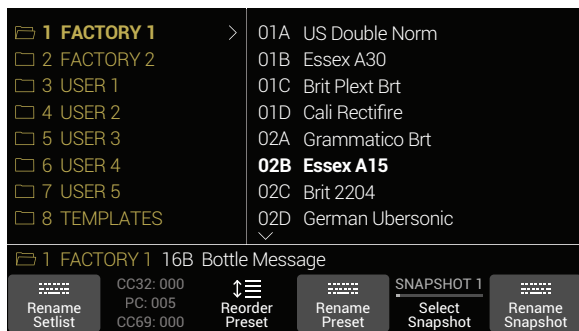 1 FACTORY 1 >
2 FACTORY 2
3 USER 1
4 USER 2
5 USER 3
6 USER 4
7 USER 5
8 TEMPLATES
01A US Double Norm
01B Essex A30
01C Brit Plext Brt
01D Cali Rectifire
02A Grammatico Brt
02B Essex A15
02C Brit 2204
02D German Ubersonic
1 FACTORY 1 16B Bottle Message
Rename
Setlist
CC32: 000
PC: 005
CC69: 000
Reorder
Preset
Rename
Preset
SNAPSHOT 1
Select
Snapshot
Rename
Snapshot